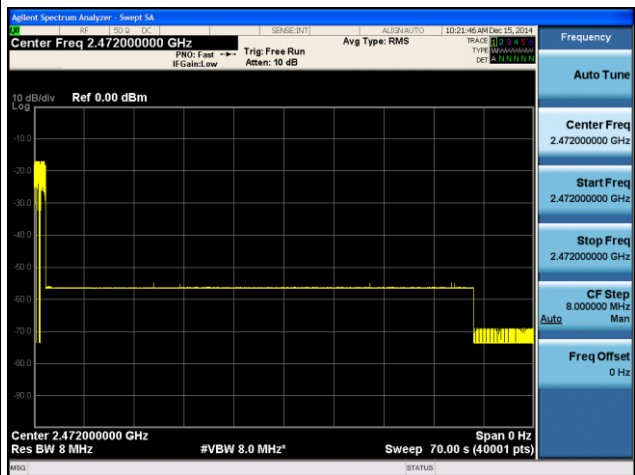 Agilent Spectrum Analyzer - Swept SA
RF 50 Ω DC SENSE:INT ALIGN AUTO 10:21:46 AM Dec 15, 2014
Center Freq 2.472000000 GHz Avg Type: RMS TRACE 1 2 3 4 5 6
PNO: Fast Trig: Free Run TYPE
IFGain:Low Atten: 10 dB DET A N N N N N
Frequency
Auto Tune
10 dB/div Ref 0.00 dBm
Log
-10.0
-20.0
-30.0
-40.0
-50.0
-60.0
-70.0
-80.0
-90.0
Center Freq
2.472000000 GHz
Start Freq
2.472000000 GHz
Stop Freq
2.472000000 GHz
CF Step
8.000000 MHz
Auto Man
Freq Offset
0 Hz
Center 2.472000000 GHz Span 0 Hz
Res BW 8 MHz #VBW 8.0 MHz* Sweep 70.00 s (40001 pts)
MSG STATUS